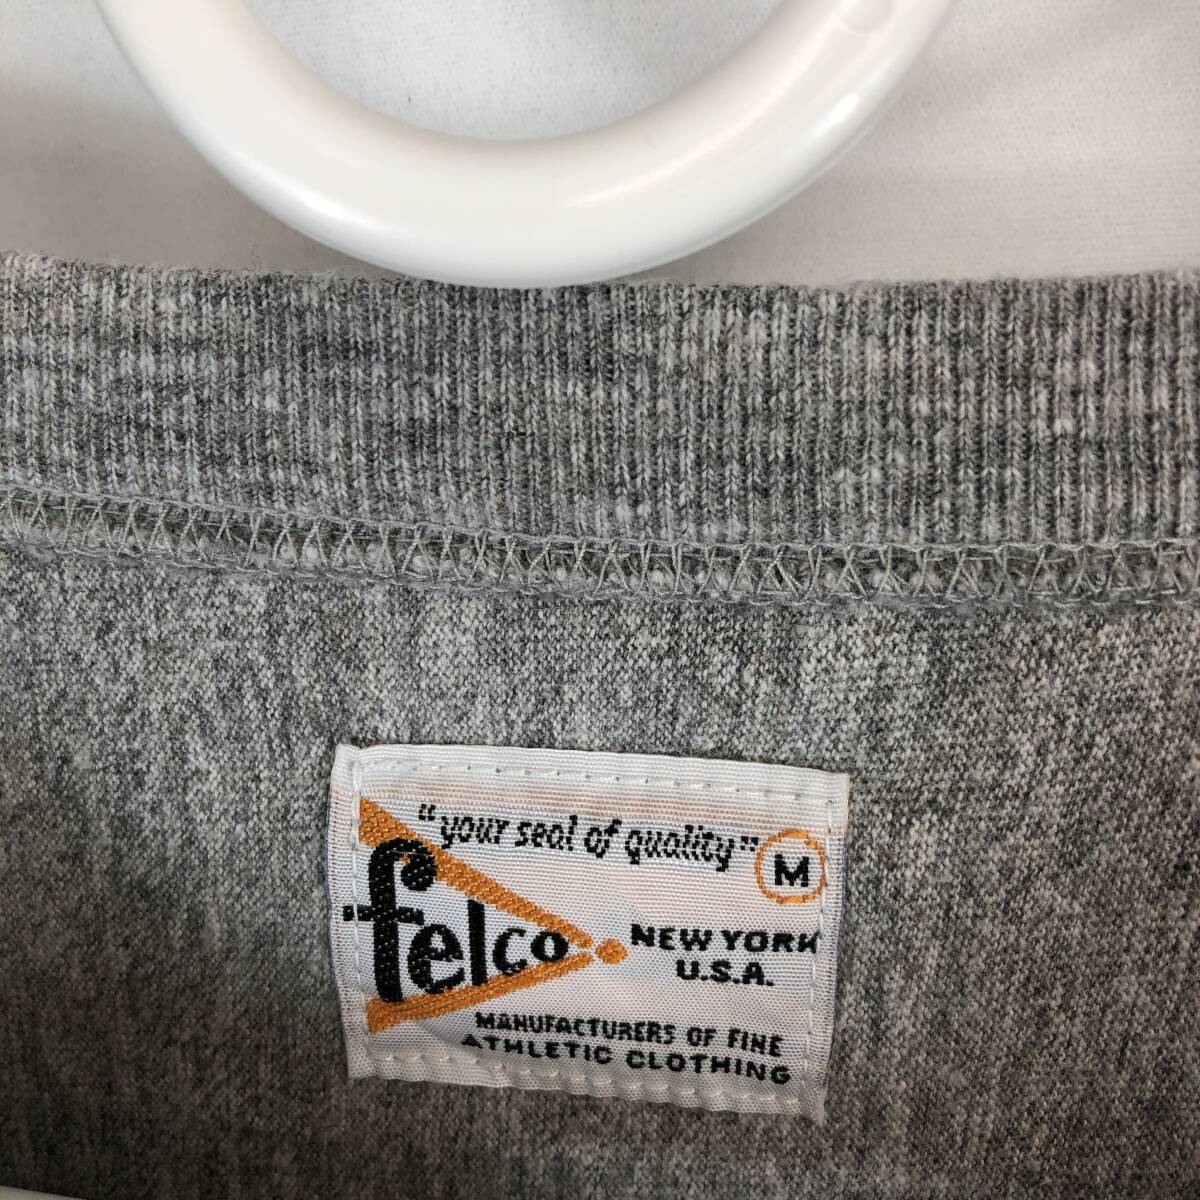 "your seal of quality" M
felco
NEW YORK
U.S.A.
MANUFACTURERS OF FINE
ATHLETIC CLOTHING